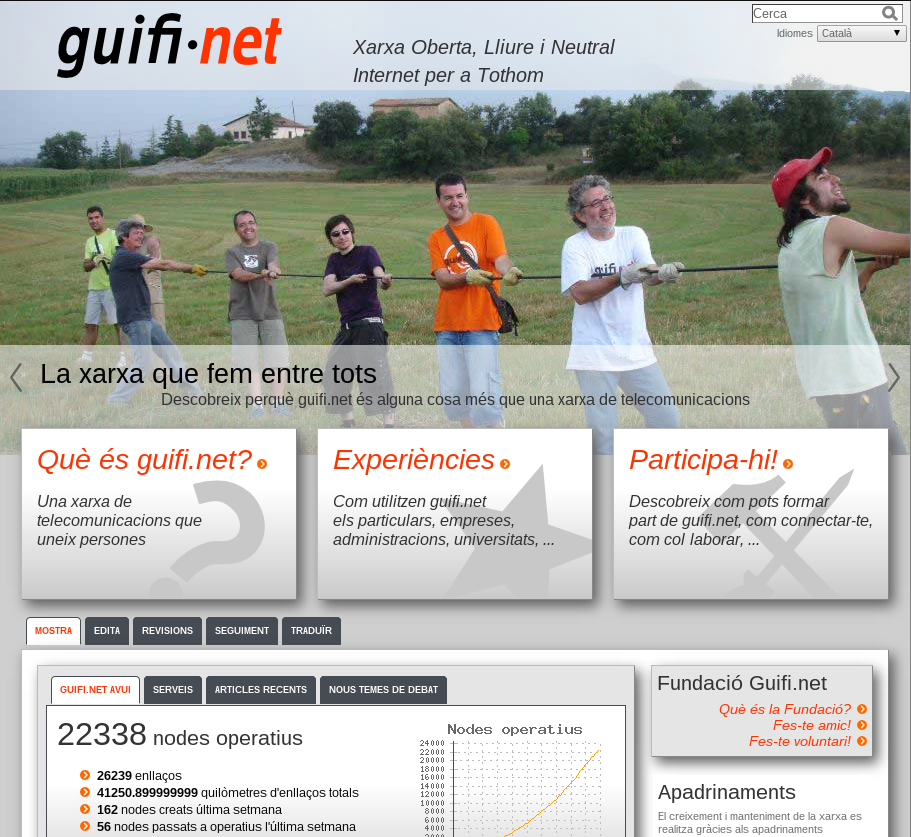 guifi·net
Xarxa Oberta, Lliure i Neutral
Internet per a Tothom
Cerca
Idiomes Català
La xarxa que fem entre tots
Descobreix perquè guifi.net és alguna cosa més que una xarxa de telecomunicacions
Què és guifi.net?
Una xarxa de
telecomunicacions que
uneix persones
Experiències
Com utilitzen guifi.net
els particulars, empreses,
administracions, universitats, ...
Participa-hi!
Descobreix com pots formar
part de guifi.net, com connectar-te,
com col laborar, ...
MOSTRA EDITA REVISIONS SEGUIMENT TRADUÏR
GUIFI.NET AVUI SERVEIS ARTICLES RECENTS NOUS TEMES DE DEBAT
22338 nodes operatius
26239 enllaços
41250.899999999 quilòmetres d'enllaços totals
162 nodes creats última setmana
56 nodes passats a operatius l'última setmana
Nodes operatius
24000
22000
20000
18000
16000
14000
12000
10000
8000
6000
4000
Fundació Guifi.net
Què és la Fundació?
Fes-te amic!
Fes-te voluntari!
Apadrinaments
El creixement i manteniment de la xarxa es
realitza gràcies als apadrinaments